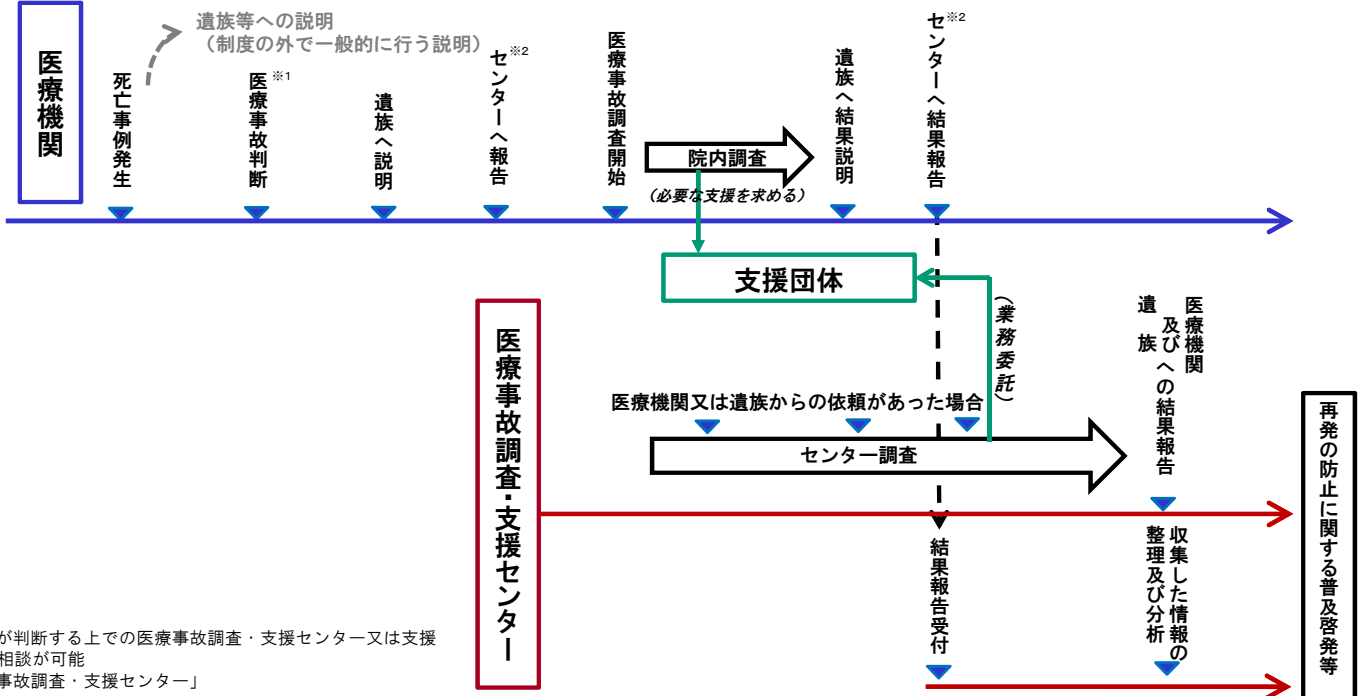 医療機関
遺族等への説明
（制度の外で一般的に行う説明）
死亡事例発生
医療事故判断※1
遺族へ説明
センターへ報告※2
医療事故調査開始
院内調査
（必要な支援を求める）
遺族へ結果説明
センターへ結果報告※2
支援団体
（業務委託）
医療事故調査・支援センター
医療機関又は遺族からの依頼があった場合
センター調査
医療機関
及び
遺族
への結果報告
結果報告受付
収集した情報の
整理及び分析
再発の防止に関する普及啓発等
が判断する上での医療事故調査・支援センター又は支援
相談が可能
事故調査・支援センター」